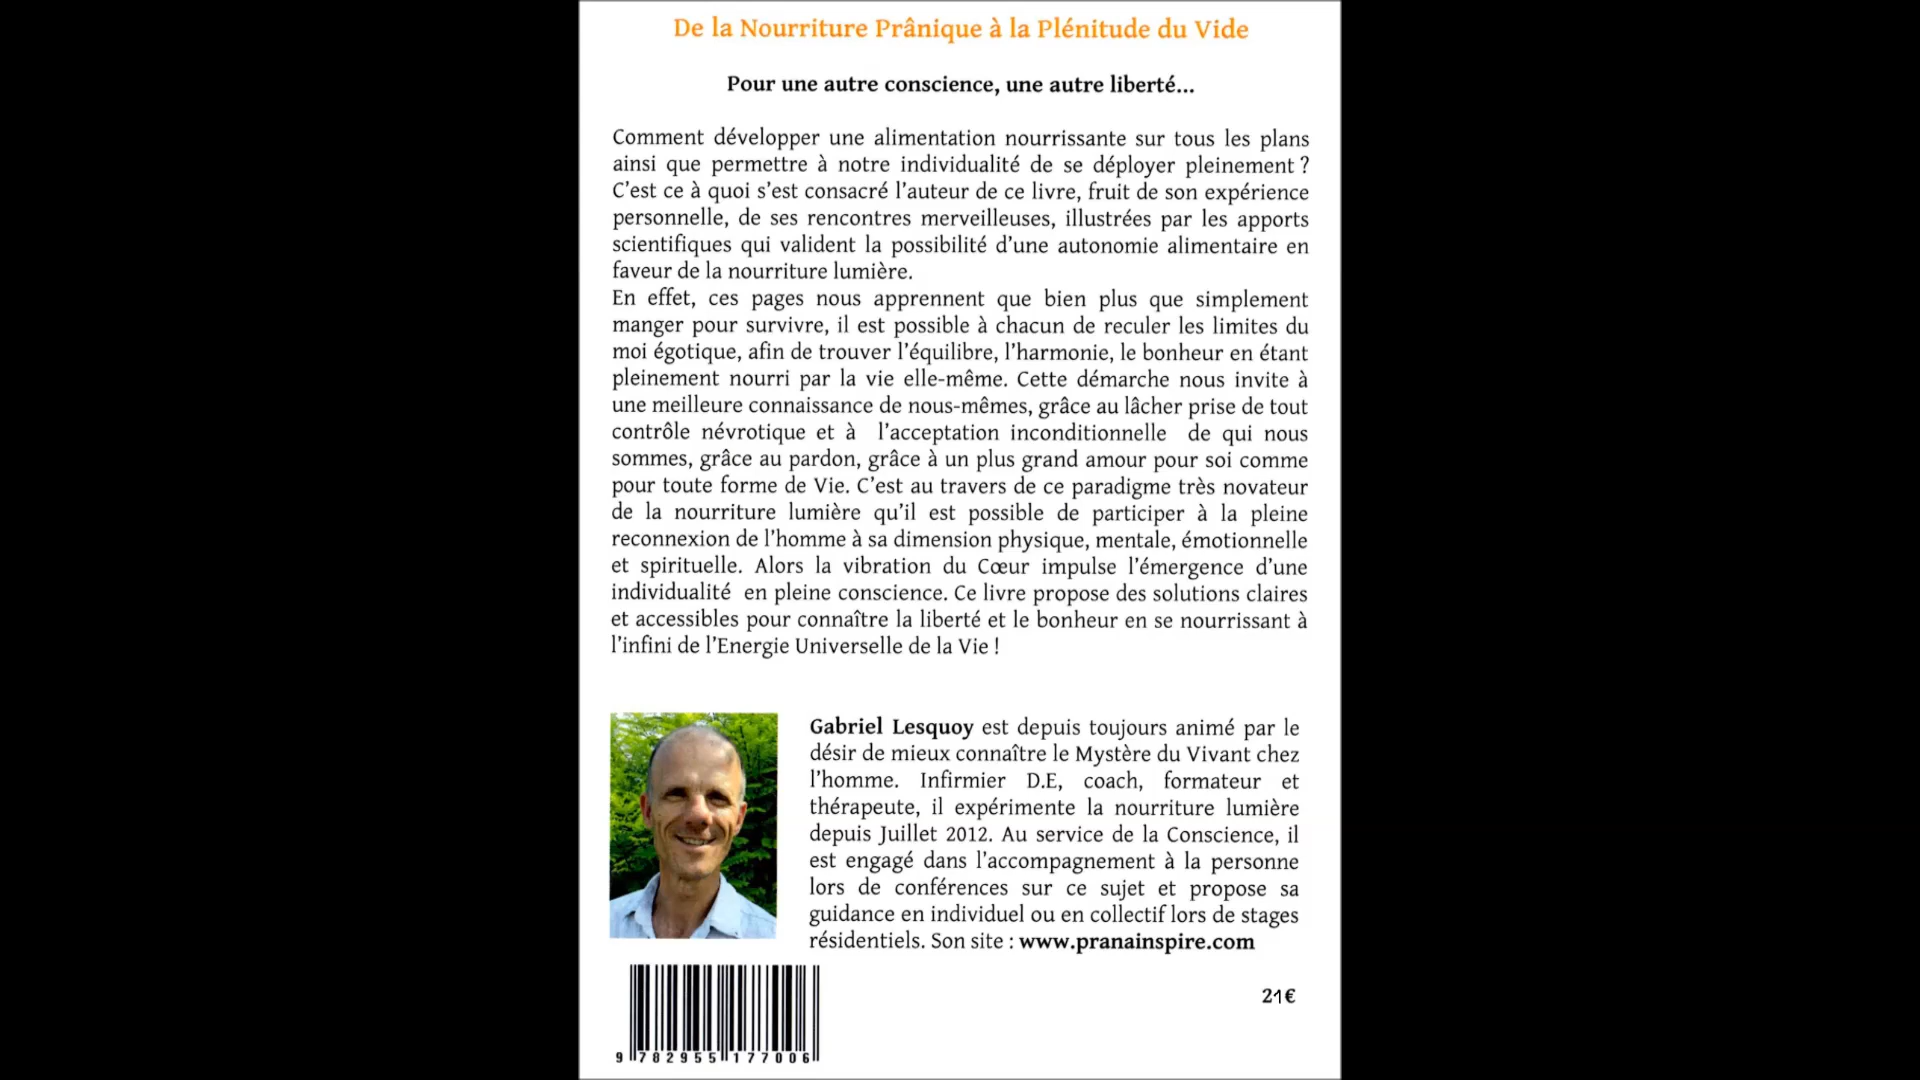 De la Nourriture Prânique à la Plénitude du Vide
Pour une autre conscience, une autre liberté...
Comment développer une alimentation nourrissante sur tous les plans
ainsi que permettre à notre individualité de se déployer pleinement ?
C’est ce à quoi s’est consacré l’auteur de ce livre, fruit de son expérience
personnelle, de ses rencontres merveilleuses, illustrées par les apports
scientifiques qui valident la possibilité d’une autonomie alimentaire en
faveur de la nourriture lumière.
En effet, ces pages nous apprennent que bien plus que simplement
manger pour survivre, il est possible à chacun de reculer les limites du
moi égotique, afin de trouver l’équilibre, l’harmonie, le bonheur en étant
pleinement nourri par la vie elle-même. Cette démarche nous invite à
une meilleure connaissance de nous-mêmes, grâce au lâcher prise de tout
contrôle névrotique et à l’acceptation inconditionnelle de qui nous
sommes, grâce au pardon, grâce à un plus grand amour pour soi comme
pour toute forme de Vie. C’est au travers de ce paradigme très novateur
de la nourriture lumière qu’il est possible de participer à la pleine
reconnexion de l’homme à sa dimension physique, mentale, émotionnelle
et spirituelle. Alors la vibration du Cœur impulse l’émergence d’une
individualité en pleine conscience. Ce livre propose des solutions claires
et accessibles pour connaître la liberté et le bonheur en se nourrissant à
l’infini de l’Energie Universelle de la Vie !
Gabriel Lesquoy est depuis toujours animé par le
désir de mieux connaître le Mystère du Vivant chez
l’homme. Infirmier D.E, coach, formateur et
thérapeute, il expérimente la nourriture lumière
depuis Juillet 2012. Au service de la Conscience, il
est engagé dans l’accompagnement à la personne
lors de conférences sur ce sujet et propose sa
guidance en individuel ou en collectif lors de stages
résidentiels. Son site : www.pranainspire.com
21€
9 782955 177006